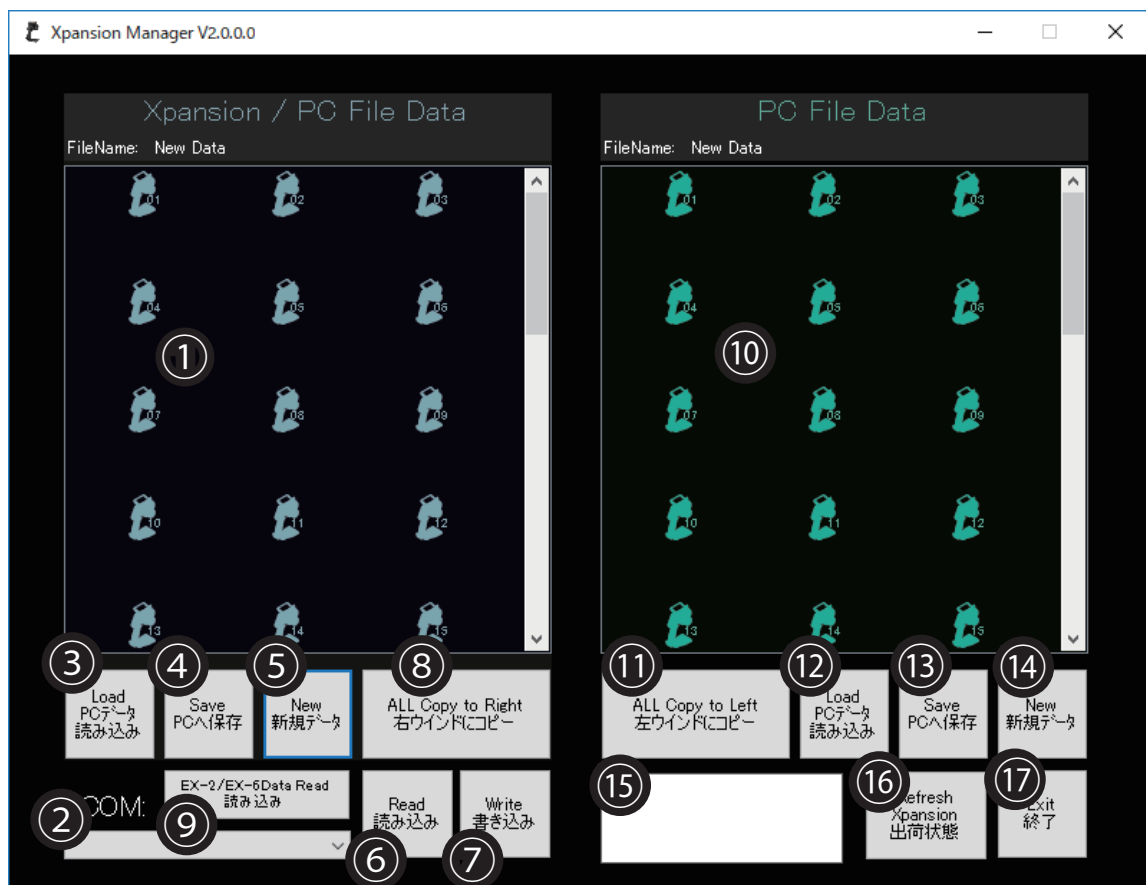 Xpansion Manager V2.0.0.0
Xpansion / PC File Data
FileName: New Data
01 02 03
04 05 06
①
07 08 09
10 11 12
13 14 15
PC File Data
FileName: New Data
01 02 03
04 05 06
⑩
07 08 09
10 11 12
13 14 15
③
Load
PCデータ
読み込み
④
Save
PCへ保存
⑤
New
新規データ
⑧
ALL Copy to Right
右ウインドにコピー
⑪
ALL Copy to Left
左ウインドにコピー
⑫
Load
PCデータ
読み込み
⑬
Save
PCへ保存
⑭
New
新規データ
②
COM:
EX-2/EX-6Data Read
読み込み
⑨
Read
読み込み
⑥
Write
書き込み
⑦
⑮
⑯
Refresh
Xpansion
出荷状態
⑰
Exit
終了